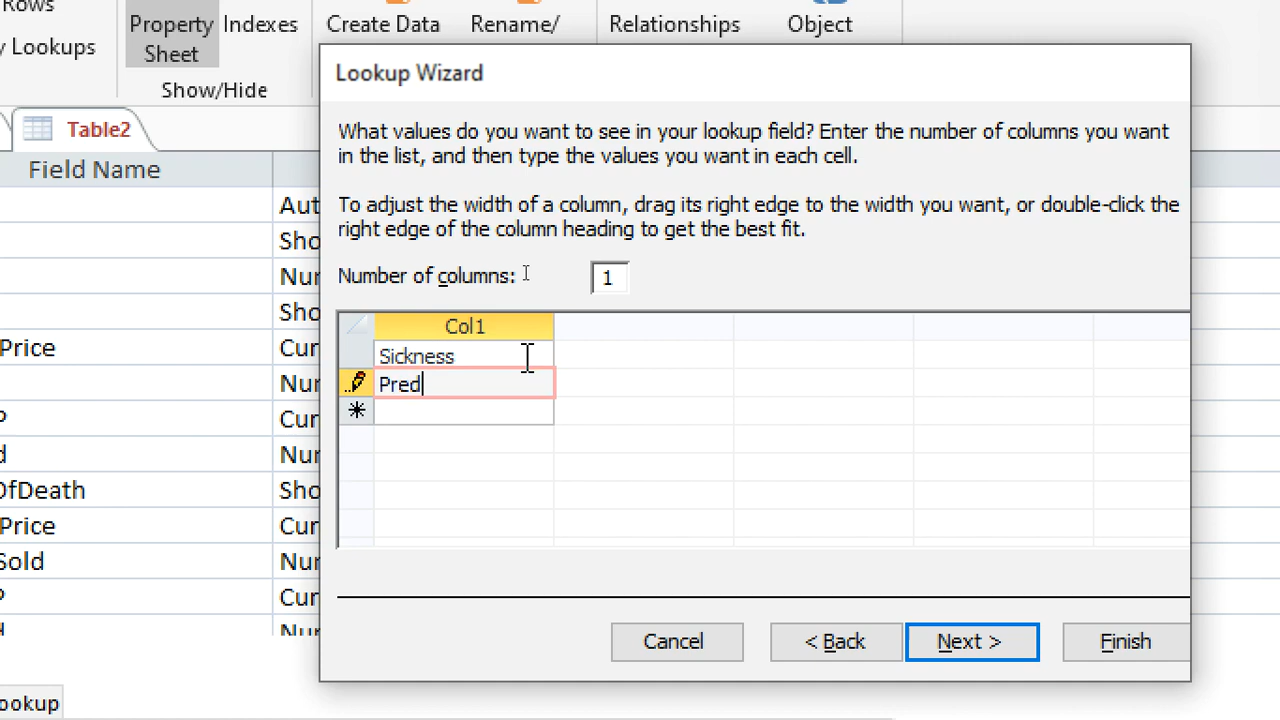 Rows
y Lookups
Property
Sheet
Indexes
Show/Hide
Create Data
Rename/
Relationships
Object
Table2
Field Name
Lookup Wizard
What values do you want to see in your lookup field? Enter the number of columns you want
in the list, and then type the values you want in each cell.
To adjust the width of a column, drag its right edge to the width you want, or double-click the
right edge of the column heading to get the best fit.
Number of columns: 1
Col1
Sickness
Pred
Cancel
< Back
Next >
Finish
Aut
Sho
Nur
Sho
Price Cur
Nur
P Cur
d Nur
OfDeath Sho
Price Cur
Sold Nur
P Cur
ookup